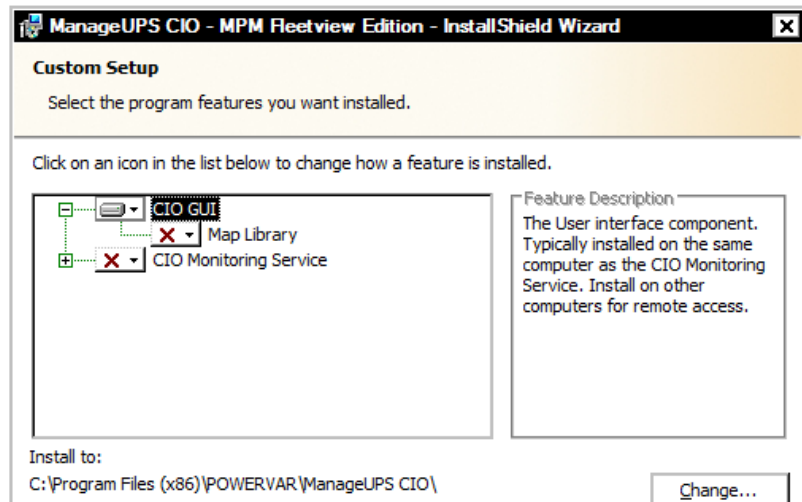 ManageUPS CIO - MPM Fleetview Edition - InstallShield Wizard
Custom Setup
Select the program features you want installed.
Click on an icon in the list below to change how a feature is installed.
CIO GUI
Map Library
CIO Monitoring Service
Feature Description
The User interface component.
Typically installed on the same
computer as the CIO Monitoring
Service. Install on other
computers for remote access.
Install to:
C:\Program Files (x86)\POWERVAR\ManageUPS CIO\
Change...